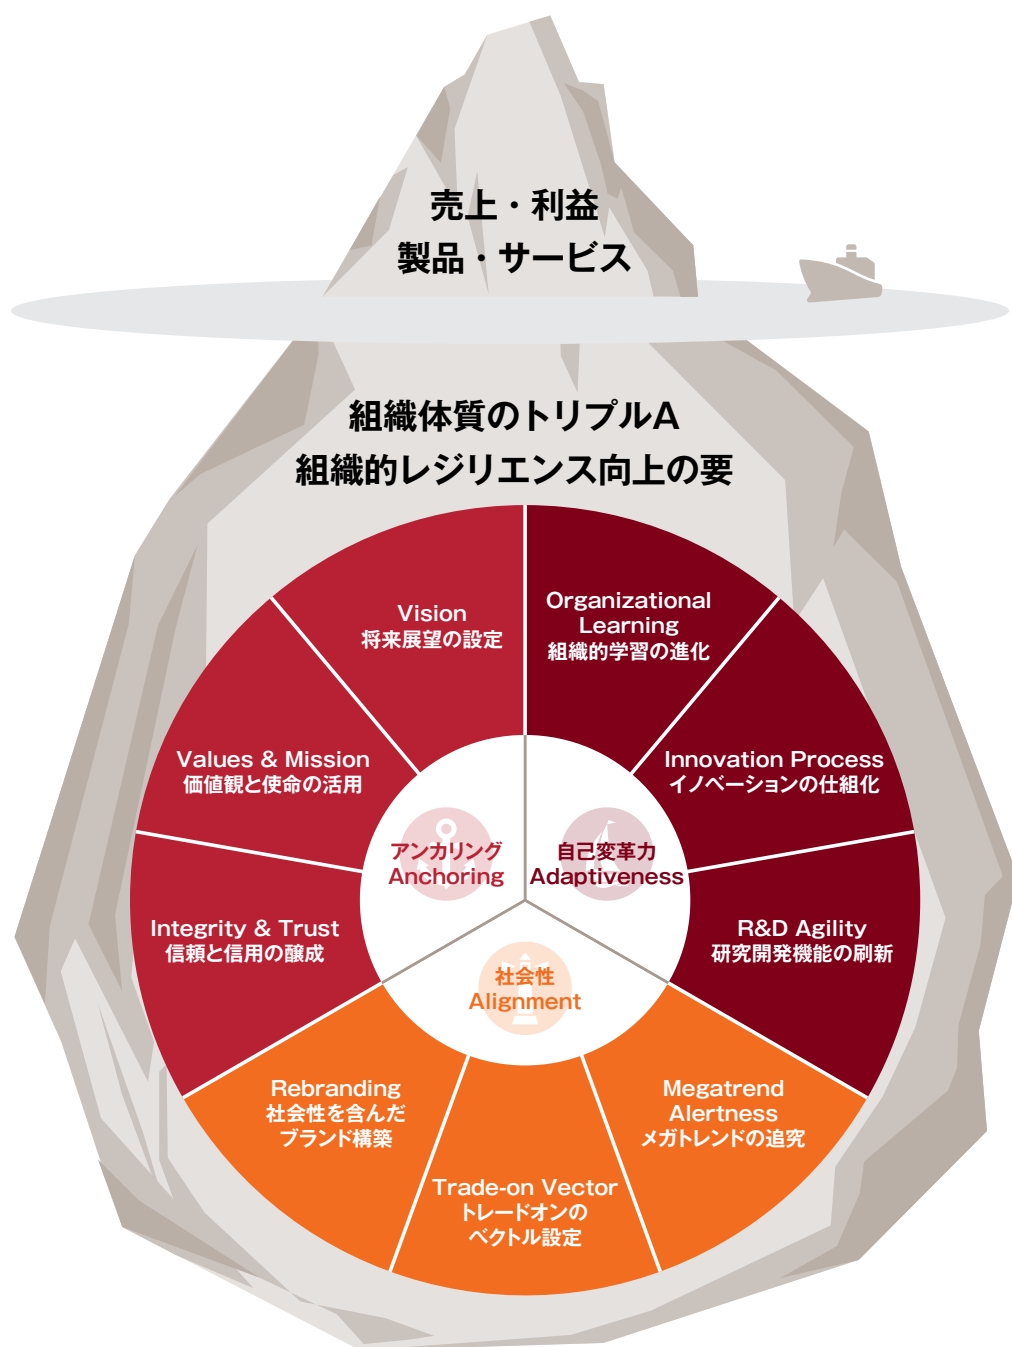 売上・利益
製品・サービス
組織体質のトリプルA
組織的レジリエンス向上の要
Vision
将来展望の設定
Organizational
Learning
組織的学習の進化
Values & Mission
価値観と使命の活用
Innovation Process
イノベーションの仕組化
アンカリング
Anchoring
自己変革力
Adaptiveness
Integrity & Trust
信頼と信用の醸成
R&D Agility
研究開発機能の刷新
社会性
Alignment
Rebranding
社会性を含んだ
ブランド構築
Megatrend
Alertness
メガトレンドの追究
Trade-on Vector
トレードオンの
ベクトル設定